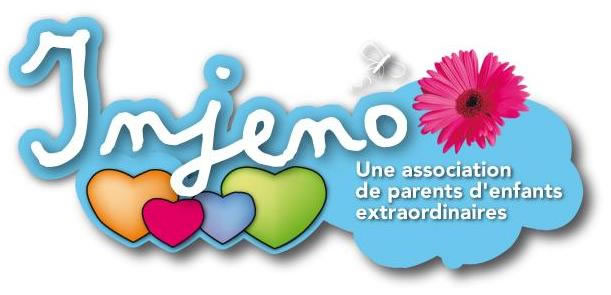 Injeno
Une association
de parents d'enfants
extraordinaires